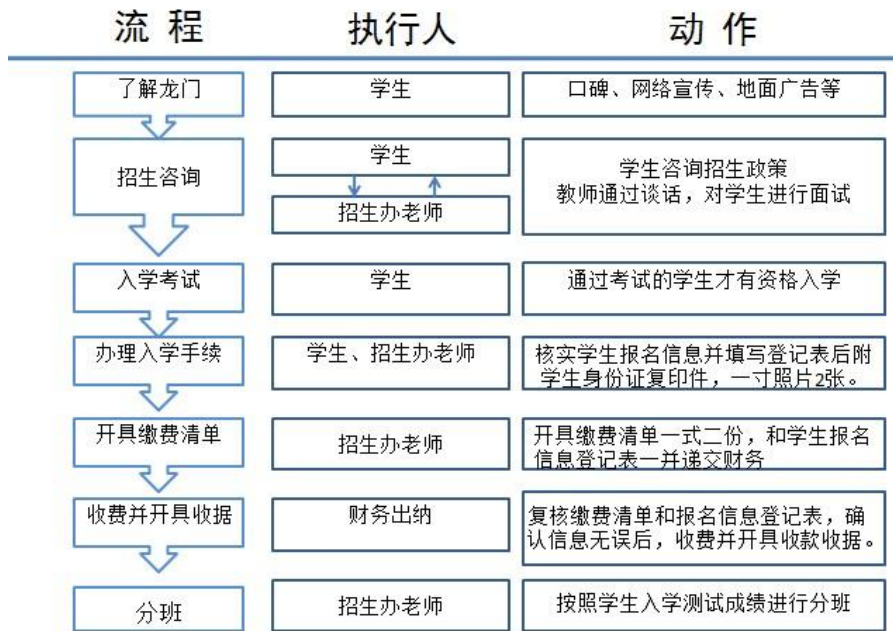 流 程 执行人 动 作
了解龙门 学生 口碑、网络宣传、地面广告等
招生咨询
学生
招生办老师
学生咨询招生政策
教师通过谈话，对学生进行面试
入学考试 学生 通过考试的学生才有资格入学
办理入学手续 学生、招生办老师
核实学生报名信息并填写登记表后附
学生身份证复印件，一寸照片2张。
开具缴费清单 招生办老师
开具缴费清单一式二份，和学生报名
信息登记表一并递交财务
收费并开具收据 财务出纳
复核缴费清单和报名信息登记表，确
认信息无误后，收费并开具收款收据。
分班 招生办老师 按照学生入学测试成绩进行分班